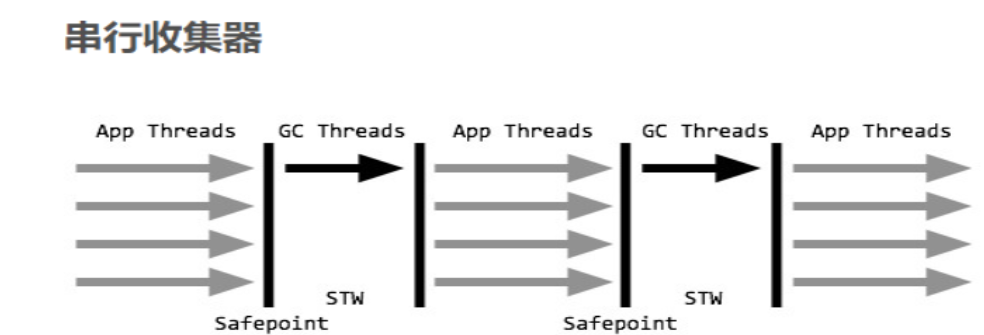 串行收集器
App Threads GC Threads App Threads GC Threads App Threads
STW STW
Safepoint Safepoint